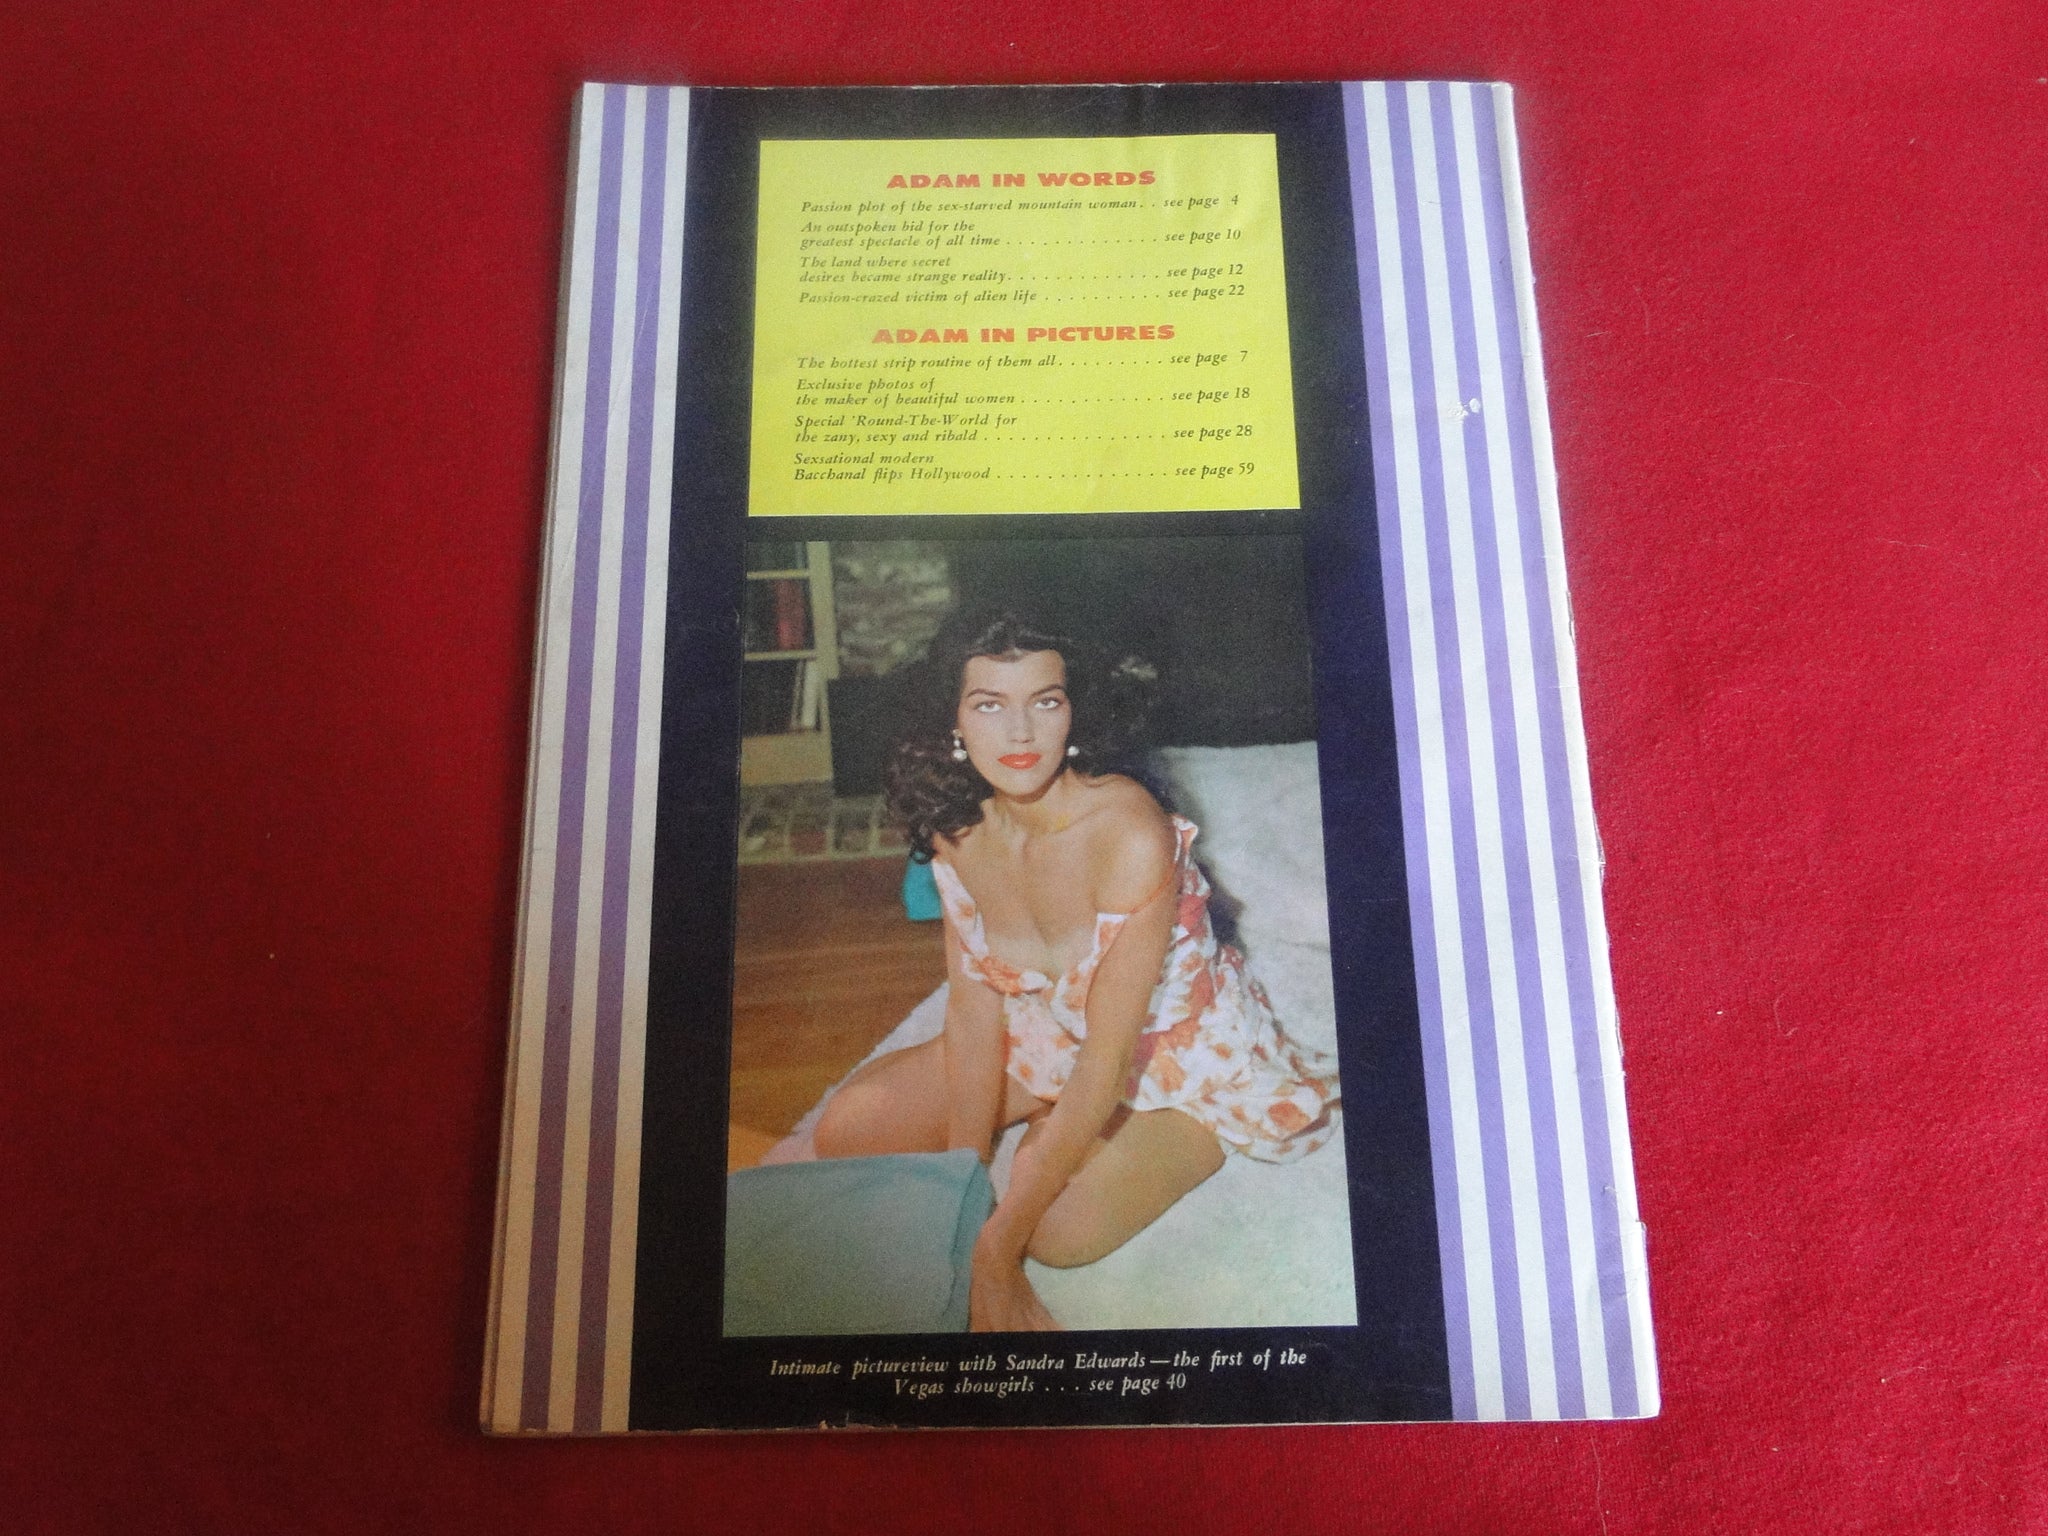 ADAM IN WORDS
Passion plot of the sex-starved mountain woman . . see page 4
An outspoken bid for the
greatest spectacle of all time . . . . . . . . . . . . . see page 10
The land where secret
desires became strange reality. . . . . . . . . . . . . see page 12
Passion-crazed victim of alien life . . . . . . . . . . see page 22
ADAM IN PICTURES
The hottest strip routine of them all . . . . . . . . . see page 7
Exclusive photos of
the maker of beautiful women . . . . . . . . . . . . see page 18
Special 'Round-The-World for
the zany, sexy and ribald . . . . . . . . . . . . . . . see page 28
Sexsational modern
Bacchanal flips Hollywood . . . . . . . . . . . . . . see page 59
Intimate pictureview with Sandra Edwards — the first of the
Vegas showgirls . . . see page 40